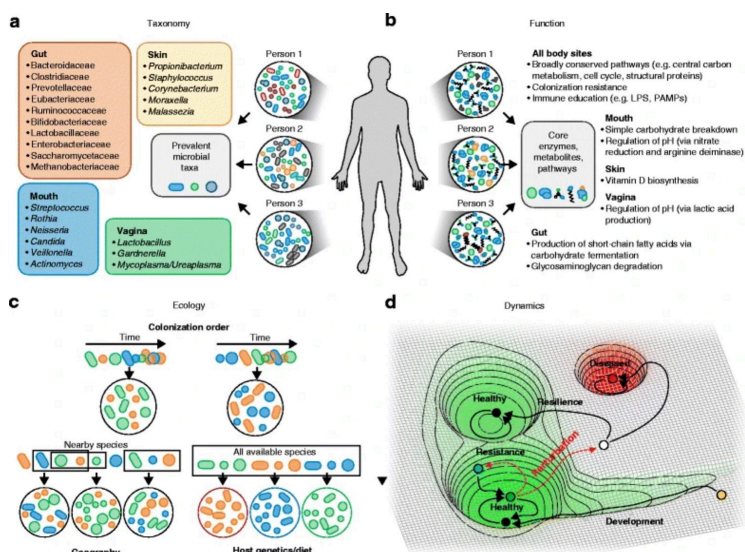 a
Taxonomy
Gut
• Bacteroidaceae
• Clostridiaceae
• Prevotellaceae
• Eubacteriaceae
• Ruminococcaceae
• Bifidobacteriaceae
• Lactobacillaceae
• Enterobacteriaceae
• Saccharomycetaceae
• Methanobacteriaceae
Skin
• Propionibacterium
• Staphylococcus
• Corynebacterium
• Moraxella
• Malassezia
Prevalent
microbial
taxa
Mouth
• Streptococcus
• Rothia
• Neisseria
• Candida
• Veillonella
• Actinomyces
Vagina
• Lactobacillus
• Gardnerella
• Mycoplasma/Ureaplasma
Person 1
Person 2
Person 3
b
Function
Person 1
Person 2
Person 3
Core
enzymes,
metabolites,
pathways
All body sites
• Broadly conserved pathways (e.g. central carbon
metabolism, cell cycle, structural proteins)
• Colonization resistance
• Immune education (e.g. LPS, PAMPs)
Mouth
• Simple carbohydrate breakdown
• Regulation of pH (via nitrate
reduction and arginine deiminase)
Skin
• Vitamin D biosynthesis
Vagina
• Regulation of pH (via lactic acid
production)
Gut
• Production of short-chain fatty acids via
carbohydrate fermentation
• Glycosaminoglycan degradation
c
Ecology
Colonization order
Time
Time
Nearby species
All available species
Geography
Host genetics/diet
d
Dynamics
Diseased
Healthy
Resilience
Resistance
Perturbation
Healthy
Development